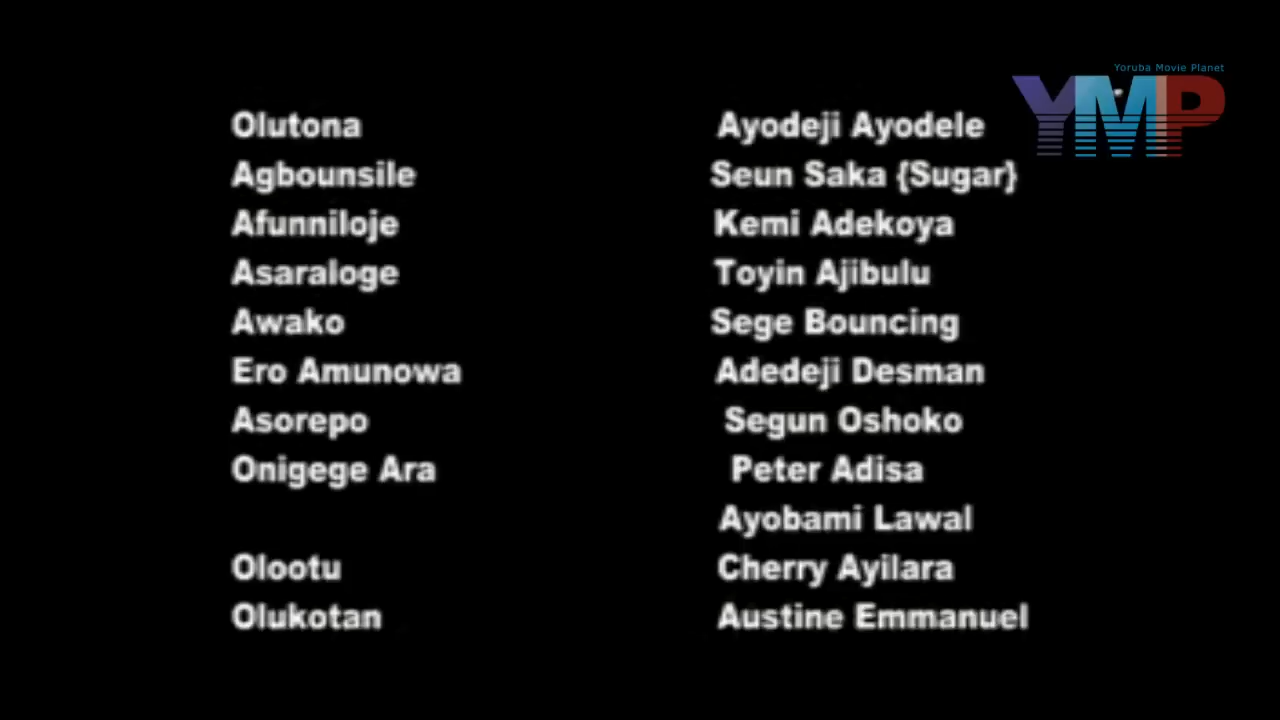 Yoruba Movie Planet
YMP
Olutona Ayodeji Ayodele
Agbounsile Seun Saka {Sugar}
Afunniloje Kemi Adekoya
Asaraloge Toyin Ajibulu
Awako Sege Bouncing
Ero Amunowa Adedeji Desman
Asorepo Segun Oshoko
Onigege Ara Peter Adisa
Ayobami Lawal
Olootu Cherry Ayilara
Olukotan Austine Emmanuel